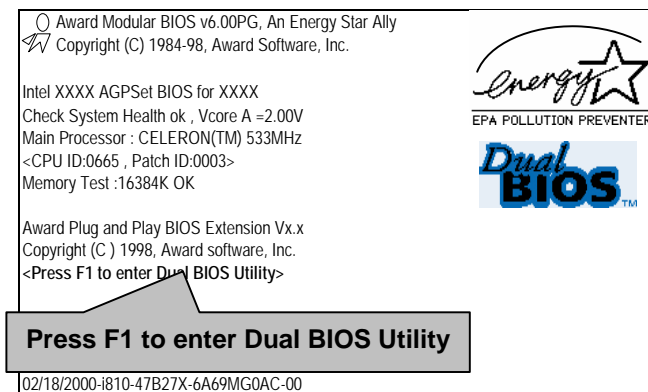 Award Modular BIOS v6.00PG, An Energy Star Ally
Copyright (C) 1984-98, Award Software, Inc.
energy
EPA POLLUTION PREVENTER
Intel XXXX AGPSet BIOS for XXXX
Check System Health ok , Vcore A =2.00V
Main Processor : CELERON(TM) 533MHz
<CPU ID:0665 , Patch ID:0003>
Memory Test :16384K OK
Dual
BIOS TM
Award Plug and Play BIOS Extension Vx.x
Copyright (C ) 1998, Award software, Inc.
<Press F1 to enter Dual BIOS Utility>
Press F1 to enter Dual BIOS Utility
02/18/2000-i810-47B27X-6A69MG0AC-00